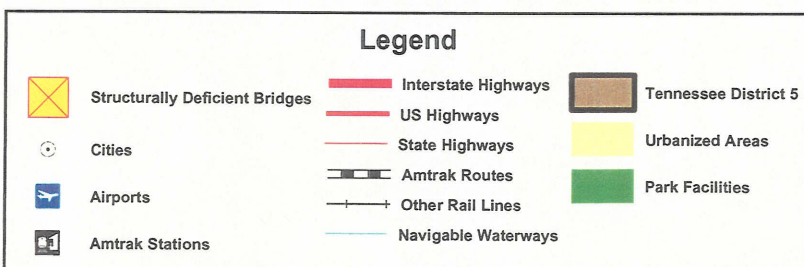 Legend
Structurally Deficient Bridges
Cities
Airports
Amtrak Stations
Interstate Highways
US Highways
State Highways
Amtrak Routes
Other Rail Lines
Navigable Waterways
Tennessee District 5
Urbanized Areas
Park Facilities